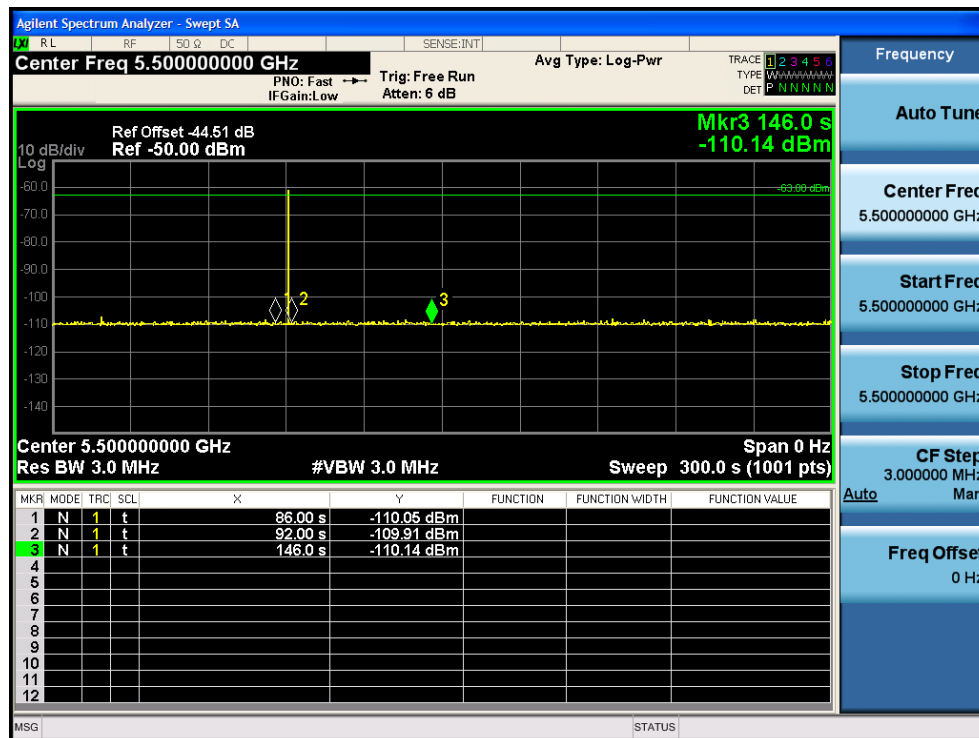 Agilent Spectrum Analyzer - Swept SA
LXI RL RF 50 Ω DC SENSE:INT
Center Freq 5.500000000 GHz
PNO: Fast
IFGain:Low
Trig: Free Run
Atten: 6 dB
Avg Type: Log-Pwr
TRACE 1 2 3 4 5 6
TYPE
DET P N N N N N
Ref Offset -44.51 dB
10 dB/div Ref -50.00 dBm
Log
Mkr3 146.0 s
-110.14 dBm
-60.0
-63.00 dBm
-70.0
-80.0
-90.0
-100
2
3
-110
-120
-130
-140
Center 5.500000000 GHz Span 0 Hz
Res BW 3.0 MHz #VBW 3.0 MHz Sweep 300.0 s (1001 pts)
MKR MODE TRC SCL X Y FUNCTION FUNCTION WIDTH FUNCTION VALUE
1 N 1 t 86.00 s -110.05 dBm
2 N 1 t 92.00 s -109.91 dBm
3 N 1 t 146.0 s -110.14 dBm
4
5
6
7
8
9
10
11
12
MSG STATUS
Frequency
Auto Tune
Center Freq
5.500000000 GHz
Start Freq
5.500000000 GHz
Stop Freq
5.500000000 GHz
CF Step
3.000000 MHz
Auto Man
Freq Offset
0 Hz